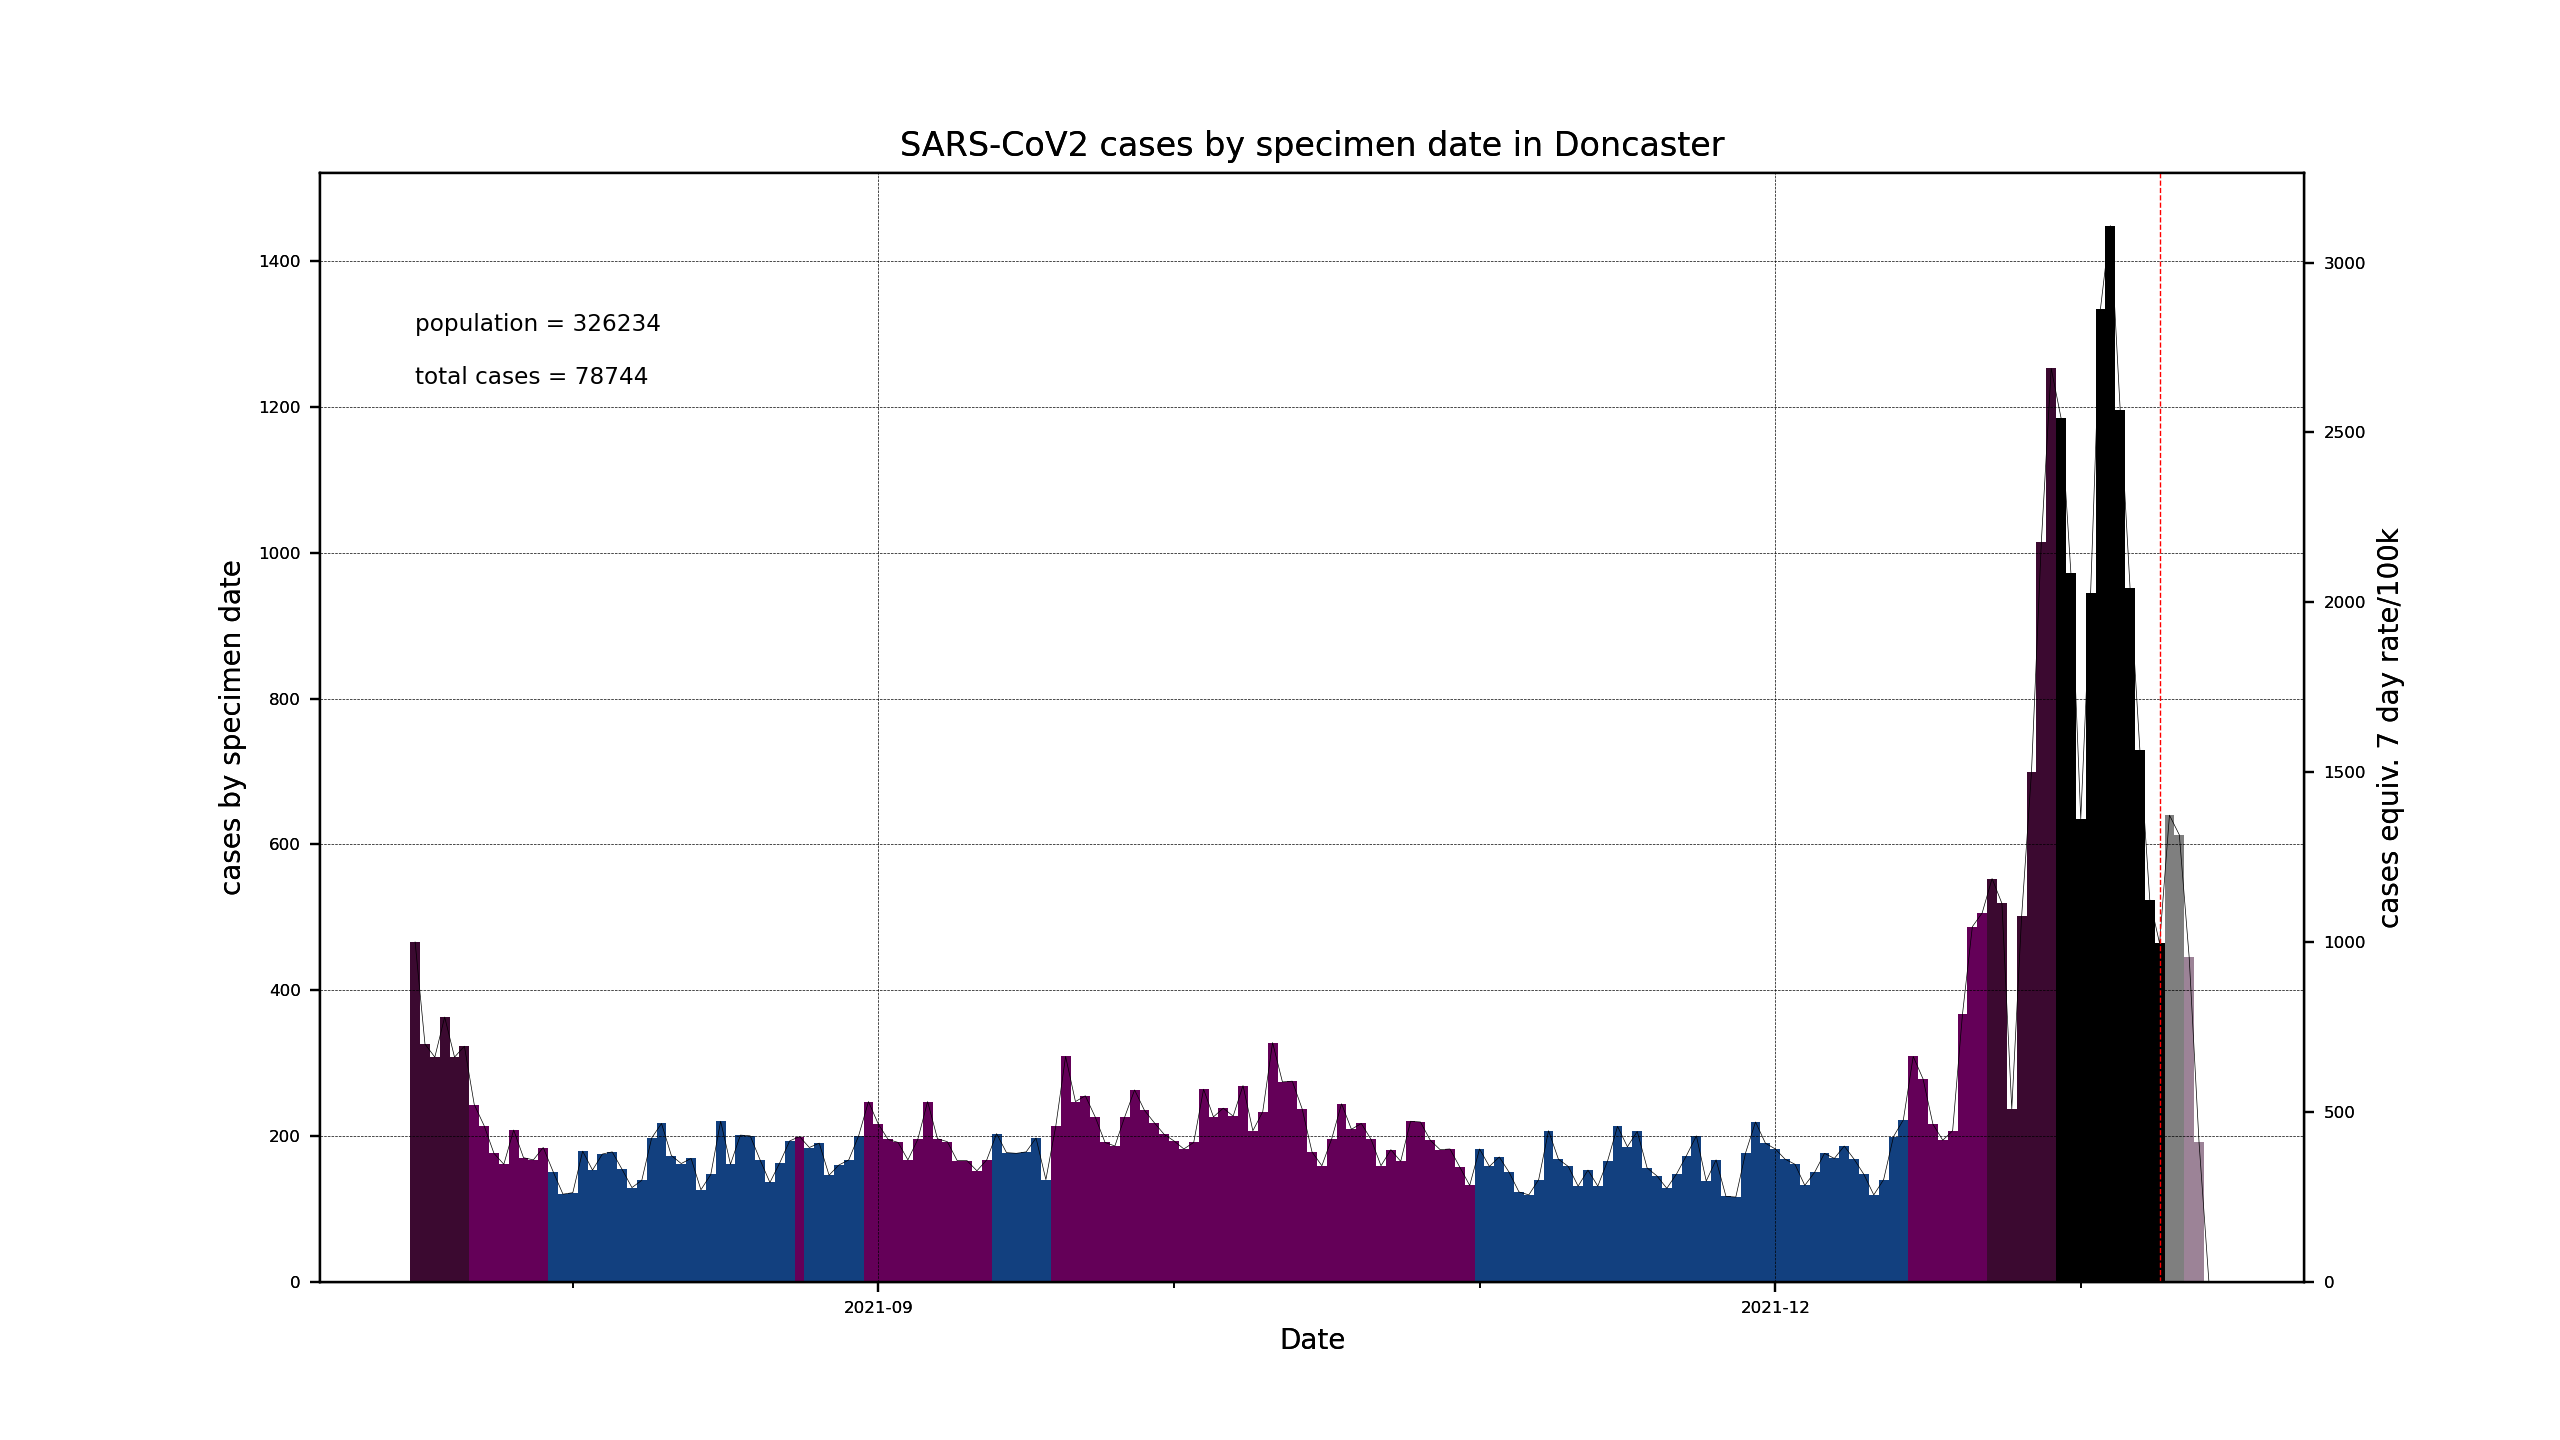 SARS-CoV2 cases by specimen date in Doncaster
population = 326234
total cases = 78744
cases by specimen date
1400
1200
1000
800
600
400
200
0
3000
2500
2000
1500
1000
500
0
cases equiv. 7 day rate/100k
2021-09
2021-12
Date